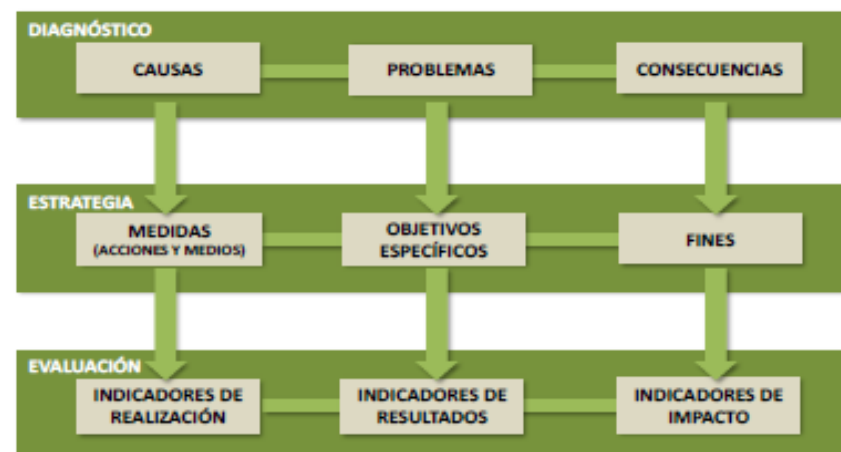 DIAGNÓSTICO
CAUSAS
PROBLEMAS
CONSECUENCIAS
ESTRATEGIA
MEDIDAS
(ACCIONES Y MEDIOS)
OBJETIVOS
ESPECÍFICOS
FINES
EVALUACIÓN
INDICADORES DE
REALIZACIÓN
INDICADORES DE
RESULTADOS
INDICADORES DE
IMPACTO